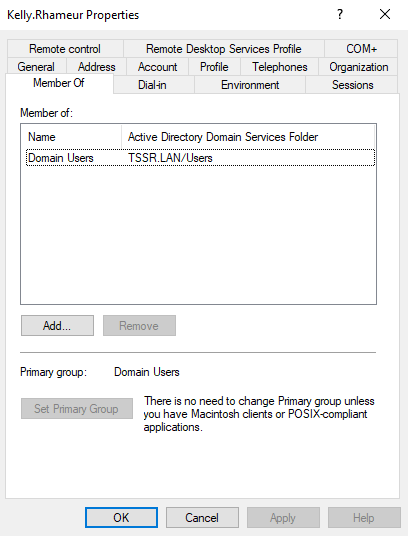 Kelly.Rhameur Properties
?
Remote control Remote Desktop Services Profile COM+
General Address Account Profile Telephones Organization
Member Of Dial-in Environment Sessions
Member of:
Name Active Directory Domain Services Folder
Domain Users TSSR.LAN/Users
Add... Remove
Primary group: Domain Users
Set Primary Group
There is no need to change Primary group unless
you have Macintosh clients or POSIX-compliant
applications.
OK Cancel Apply Help